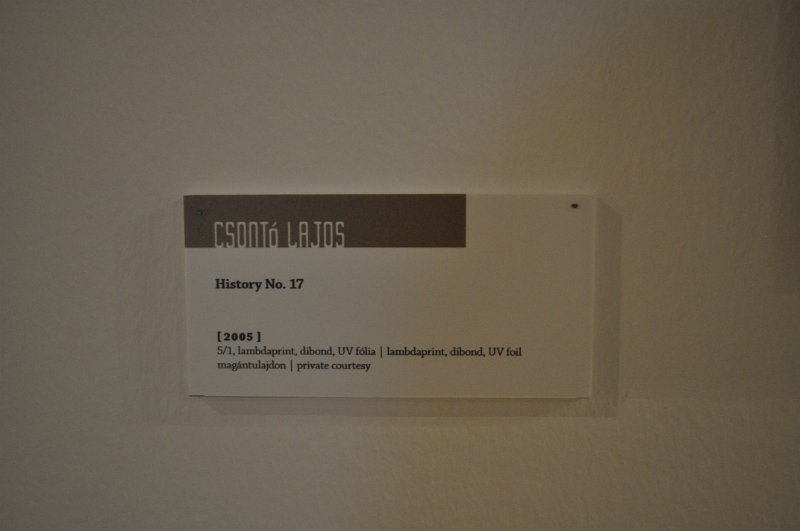 CSONTó LAJOS
History No. 17
[ 2005 ]
5/1, lambdaprint, dibond, UV fólia | lambdaprint, dibond, UV foil
magántulajdon | private courtesy